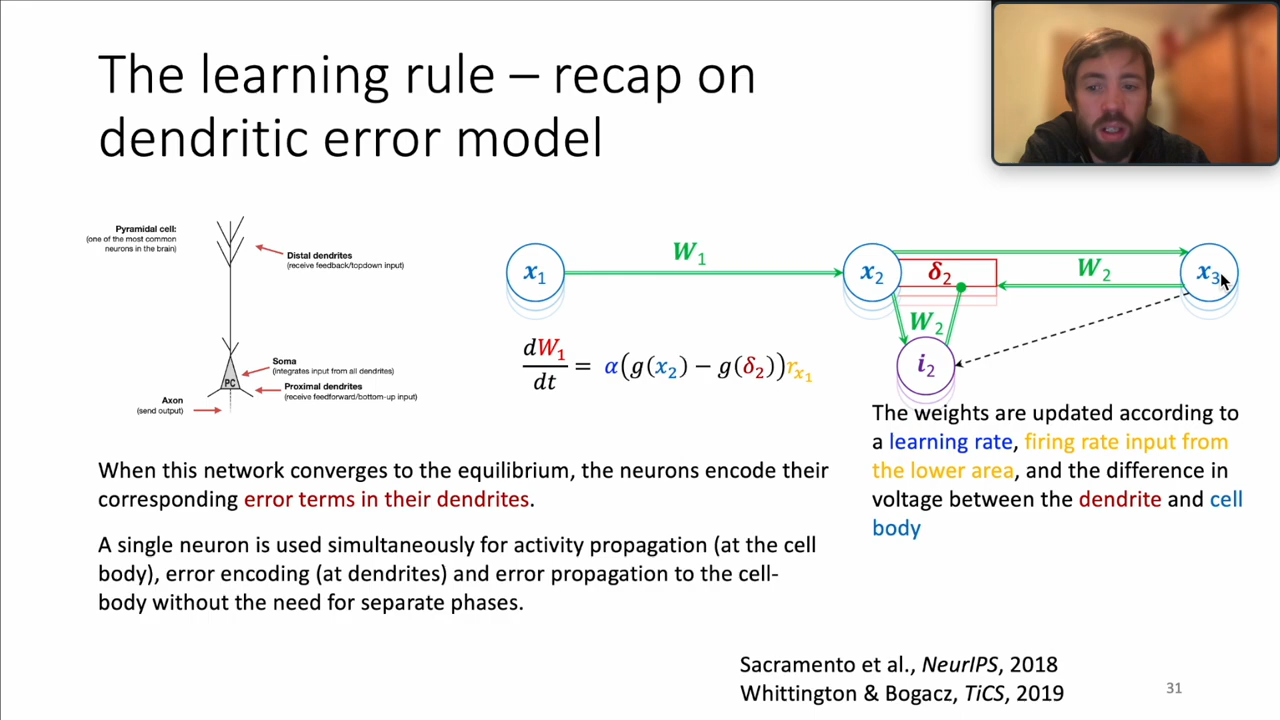 The learning rule – recap on
dendritic error model
Pyramidal cell:
(one of the most common
neurons in the brain)
Distal dendrites
(receive feedback/topdown input)
Soma
(integrates input from all dendrites)
PC
Proximal dendrites
(receive feedforward/bottom-up input)
Axon
(send output)
x₁
W₁
x₂
δ₂
W₂
x₃
W₂
i₂
dW₁/dt = α(g(x₂) − g(δ₂))r_x₁
The weights are updated according to
a learning rate, firing rate input from
the lower area, and the difference in
voltage between the dendrite and cell
body
When this network converges to the equilibrium, the neurons encode their
corresponding error terms in their dendrites.
A single neuron is used simultaneously for activity propagation (at the cell
body), error encoding (at dendrites) and error propagation to the cell-
body without the need for separate phases.
Sacramento et al., NeurIPS, 2018
Whittington & Bogacz, TiCS, 2019
31